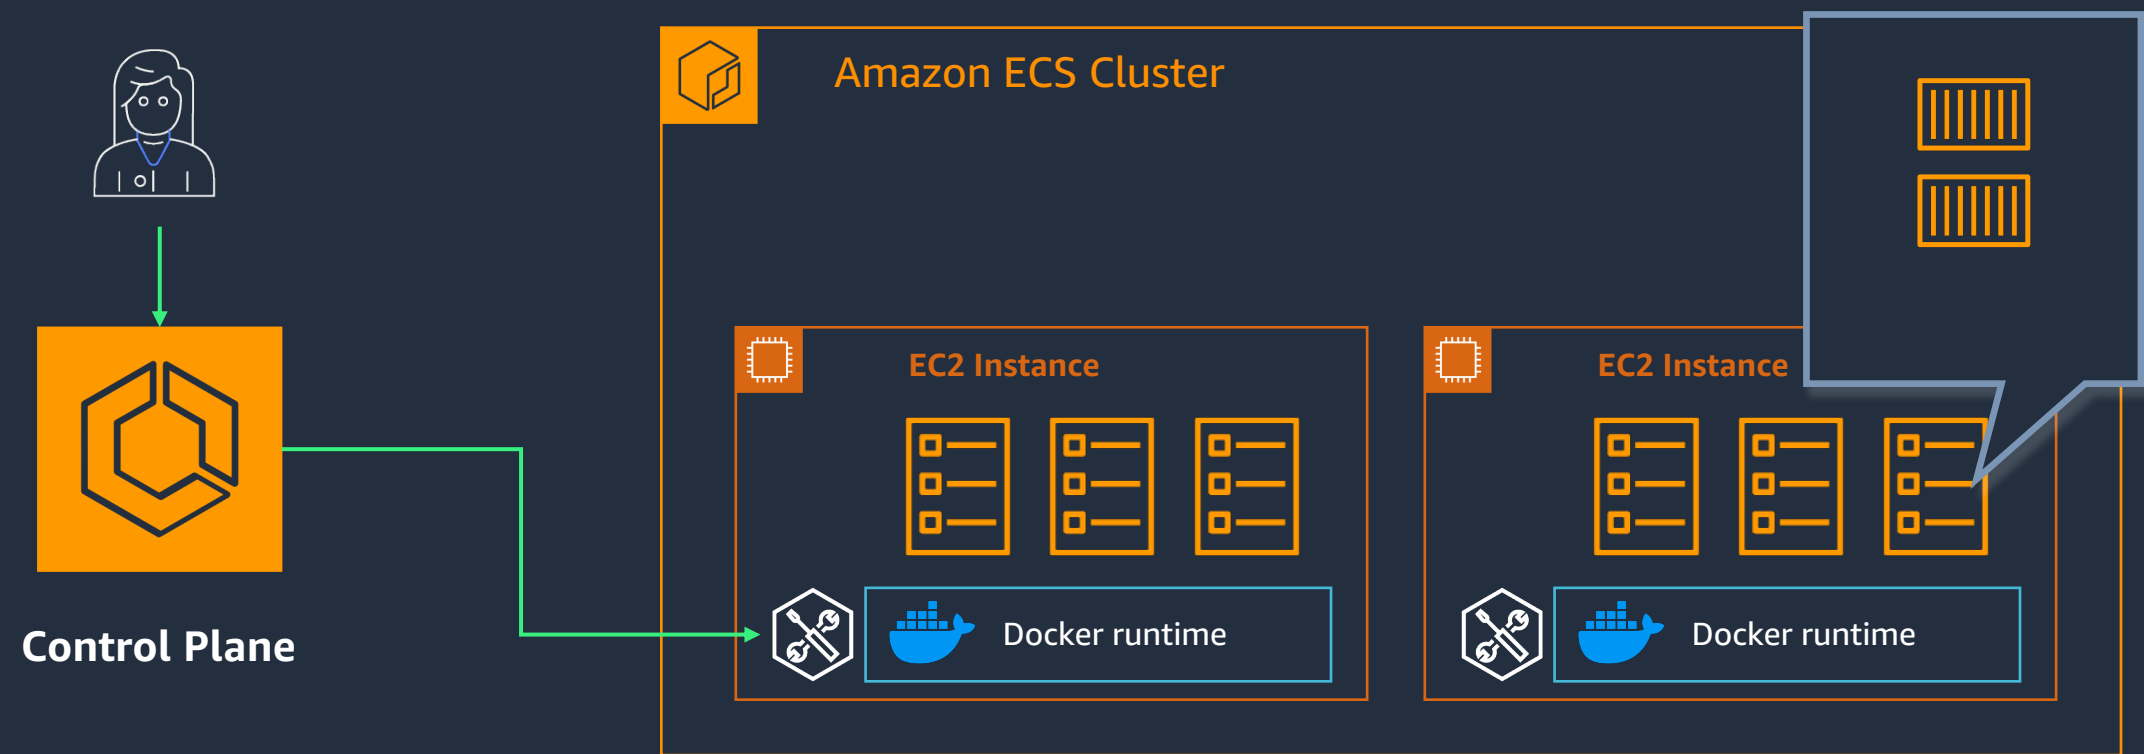 Amazon ECS Cluster
EC2 Instance
EC2 Instance
Docker runtime
Docker runtime
Control Plane